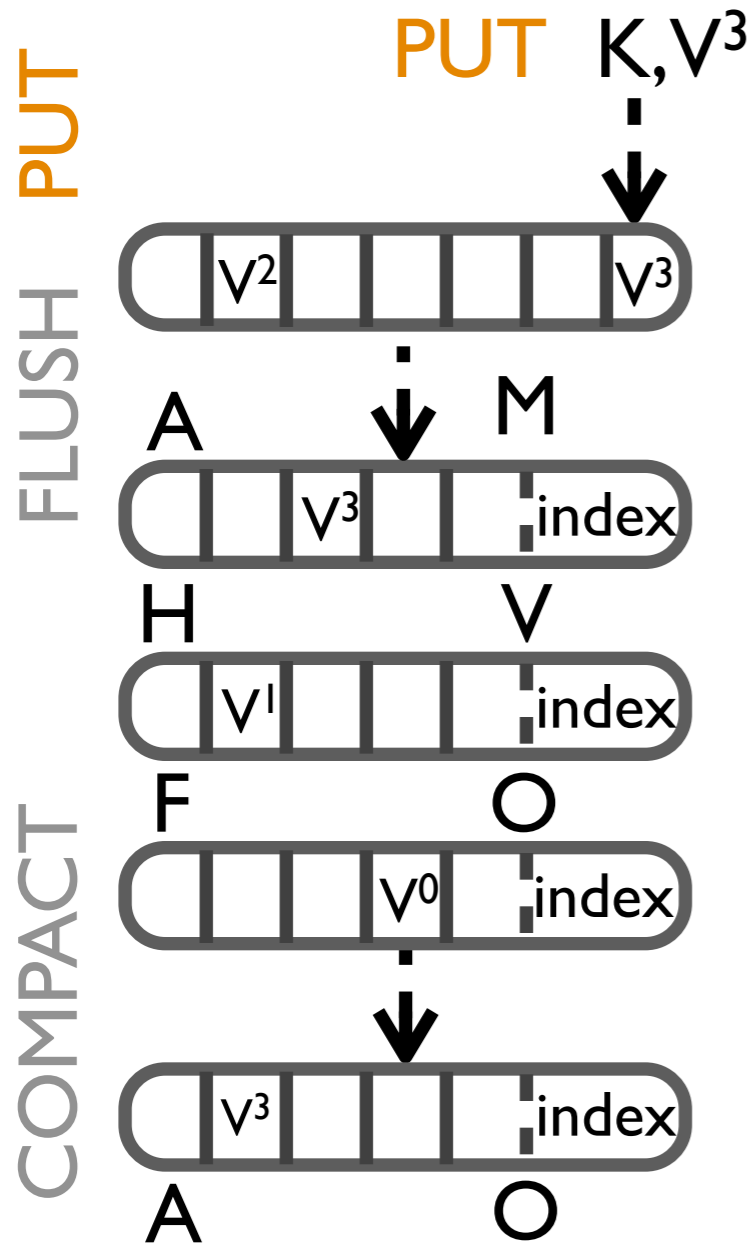 PUT
PUT K,V³
V² V³
FLUSH
A M
V³ index
H V
V¹ index
F O
COMPACT
V⁰ index
V³ index
A O